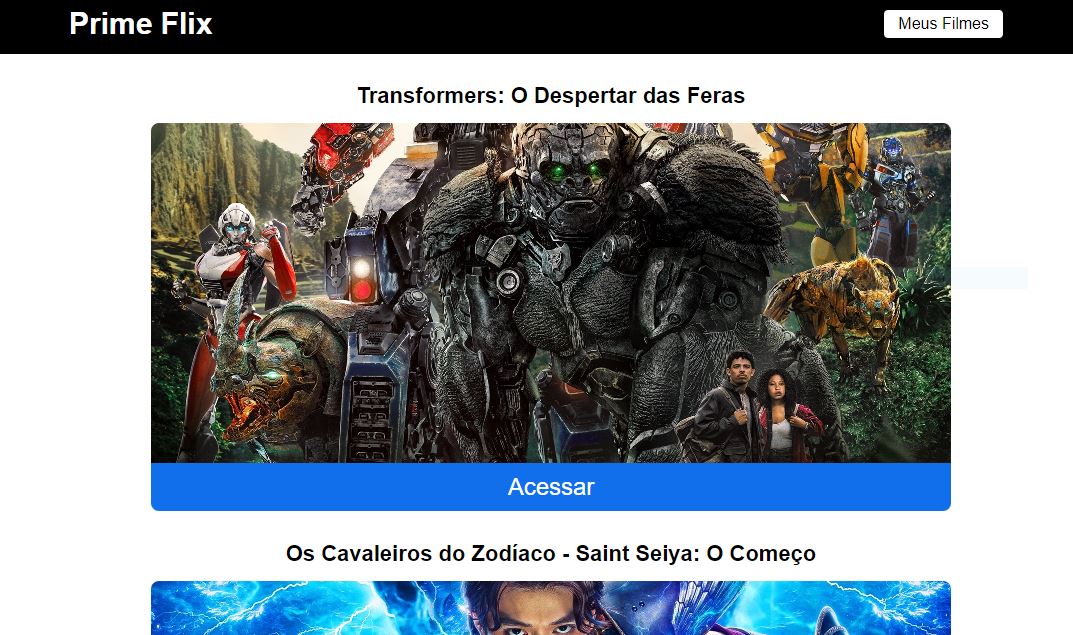 Prime Flix
Meus Filmes
Transformers: O Despertar das Feras
Acessar
Os Cavaleiros do Zodíaco - Saint Seiya: O Começo